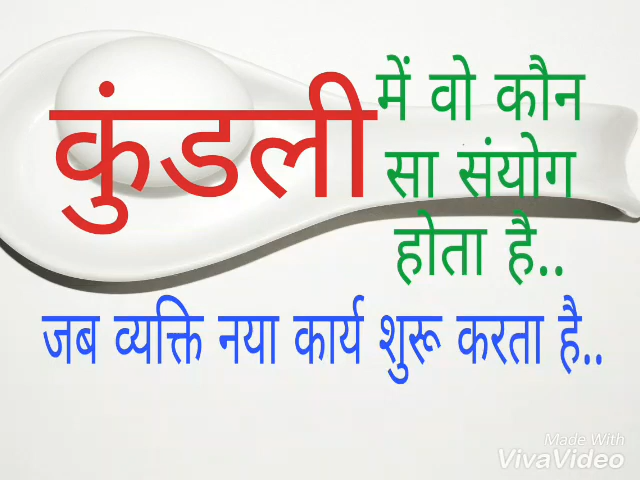 कुंडली में वो कौन
सा संयोग
होता है..
जब व्यक्ति नया कार्य शुरू करता है..
Made With
VivaVideo